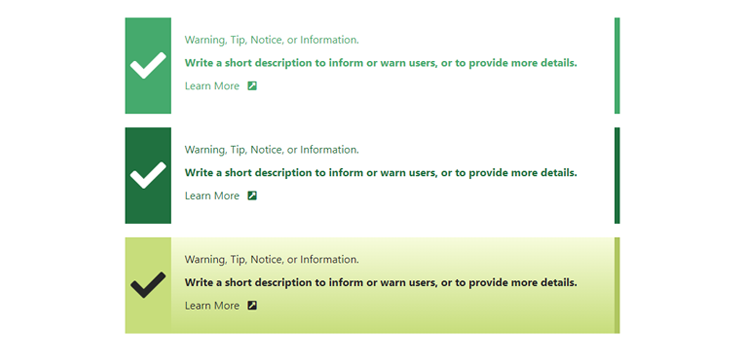 Warning, Tip, Notice, or Information.
Write a short description to inform or warn users, or to provide more details.
Learn More
Warning, Tip, Notice, or Information.
Write a short description to inform or warn users, or to provide more details.
Learn More
Warning, Tip, Notice, or Information.
Write a short description to inform or warn users, or to provide more details.
Learn More